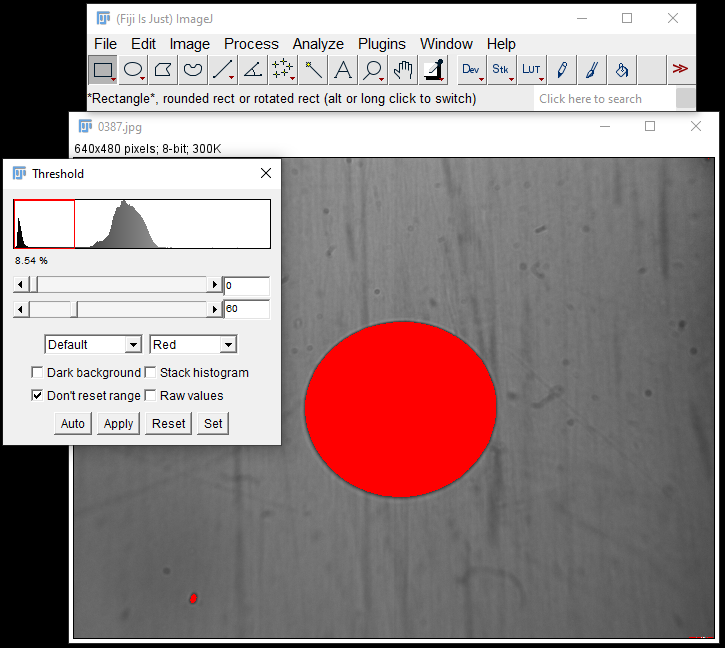 (Fiji Is Just) ImageJ
File Edit Image Process Analyze Plugins Window Help
Dev Stk LUT
*Rectangle*, rounded rect or rotated rect (alt or long click to switch)
Click here to search
0387.jpg
640x480 pixels; 8-bit; 300K
Threshold
8.54 %
0
60
Default Red
Dark background Stack histogram
Don't reset range Raw values
Auto Apply Reset Set